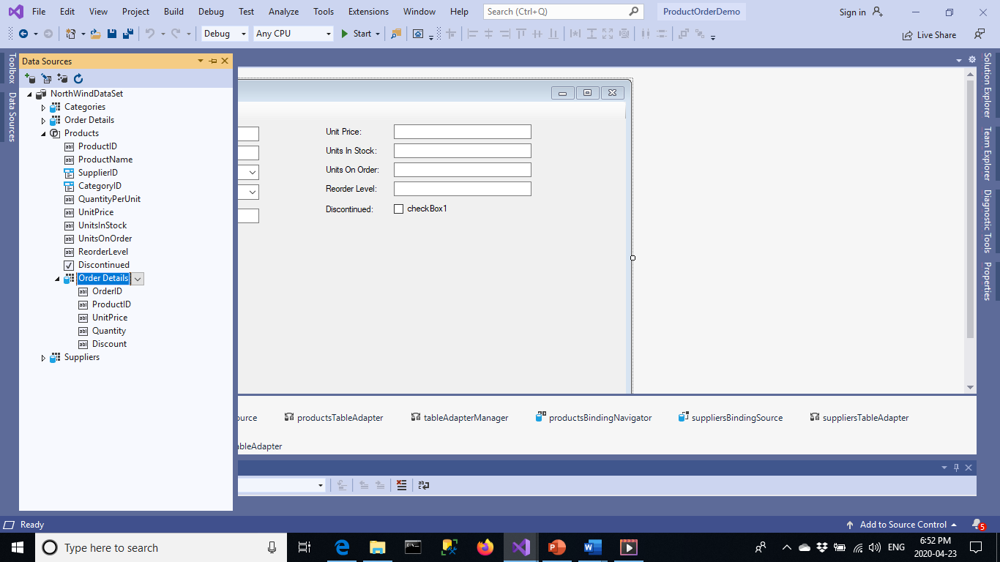 File Edit View Project Build Debug Test Analyze Tools Extensions Window Help Search (Ctrl+Q) ProductOrderDemo Sign in
Debug Any CPU Start Live Share
Toolbox
Data Sources
Data Sources
NorthWindDataSet
Categories
Order Details
Products
ProductID
ProductName
SupplierID
CategoryID
QuantityPerUnit
UnitPrice
UnitsInStock
UnitsOnOrder
ReorderLevel
Discontinued
Order Details
OrderID
ProductID
UnitPrice
Quantity
Discount
Suppliers
Unit Price:
Units In Stock:
Units On Order:
Reorder Level:
Discontinued: checkBox1
Solution Explorer
Team Explorer
Diagnostic Tools
Properties
ource productsTableAdapter tableAdapterManager productsBindingNavigator suppliersBindingSource suppliersTableAdapter
ableAdapter
Ready Add to Source Control 5
Type here to search ENG 6:52 PM
2020-04-23